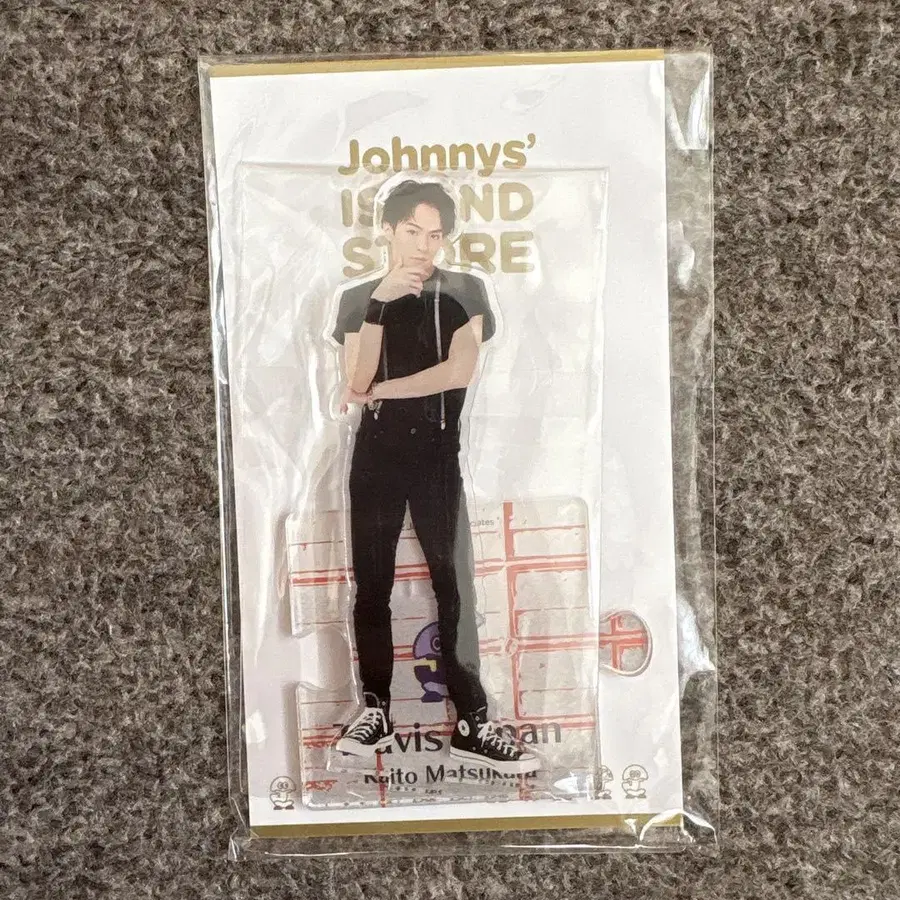 Johnnys'
ISLAND
STORE
Travis Japan
Kaito Matsukura